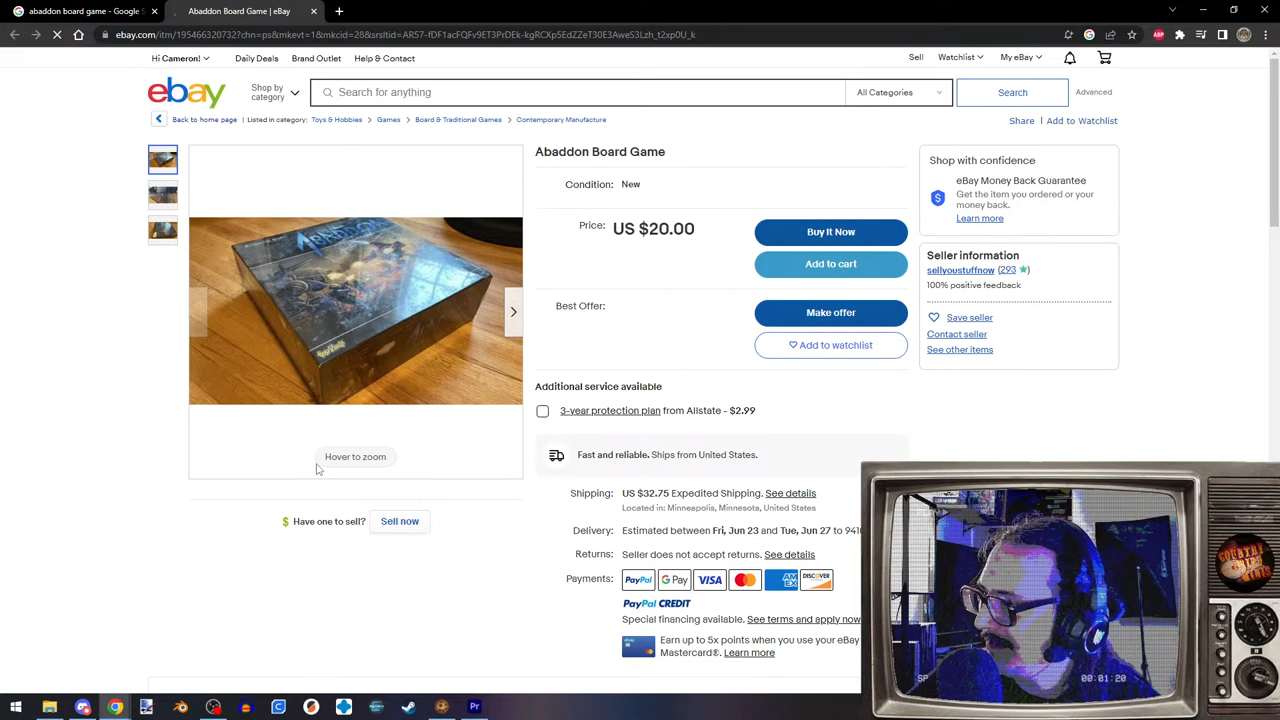 abaddon board game - Google S
Abaddon Board Game | eBay
ebay.com/itm/195466320732?chn=ps&mkevt=1&mkcid=28&srsltid=AR57-fDF1acFQFv9ET3PrDEk-kgRCXp5EdZZeT30E3AweS3Lzh_t2xp0U_k
Hi Cameron!
Daily Deals
Brand Outlet
Help & Contact
Sell
Watchlist
My eBay
ebay
Shop by
category
Search for anything
All Categories
Search
Advanced
Back to home page
Listed in category:
Toys & Hobbies
Games
Board & Traditional Games
Contemporary Manufacture
Share
Add to Watchlist
Abaddon Board Game
Condition: New
Price: US $20.00
Buy It Now
Add to cart
Best Offer:
Make offer
Add to watchlist
Additional service available
3-year protection plan from Allstate - $2.99
Fast and reliable. Ships from United States.
Shipping: US $32.75 Expedited Shipping. See details
Located in: Minneapolis, Minnesota, United States
Delivery: Estimated between Fri, Jun 23 and Tue, Jun 27 to 941
Returns: Seller does not accept returns. See details
Payments:
PayPal
G Pay
VISA
MasterCard
AM
EX
DISCOVER
PayPal CREDIT
Special financing available. See terms and apply now
Earn up to 5x points when you use your eBay
Mastercard®. Learn more
Hover to zoom
Have one to sell?
Sell now
Shop with confidence
eBay Money Back Guarantee
Get the item you ordered or your
money back.
Learn more
Seller information
sellyoustuffnow (293)
100% positive feedback
Save seller
Contact seller
See other items
SP
00:01:20